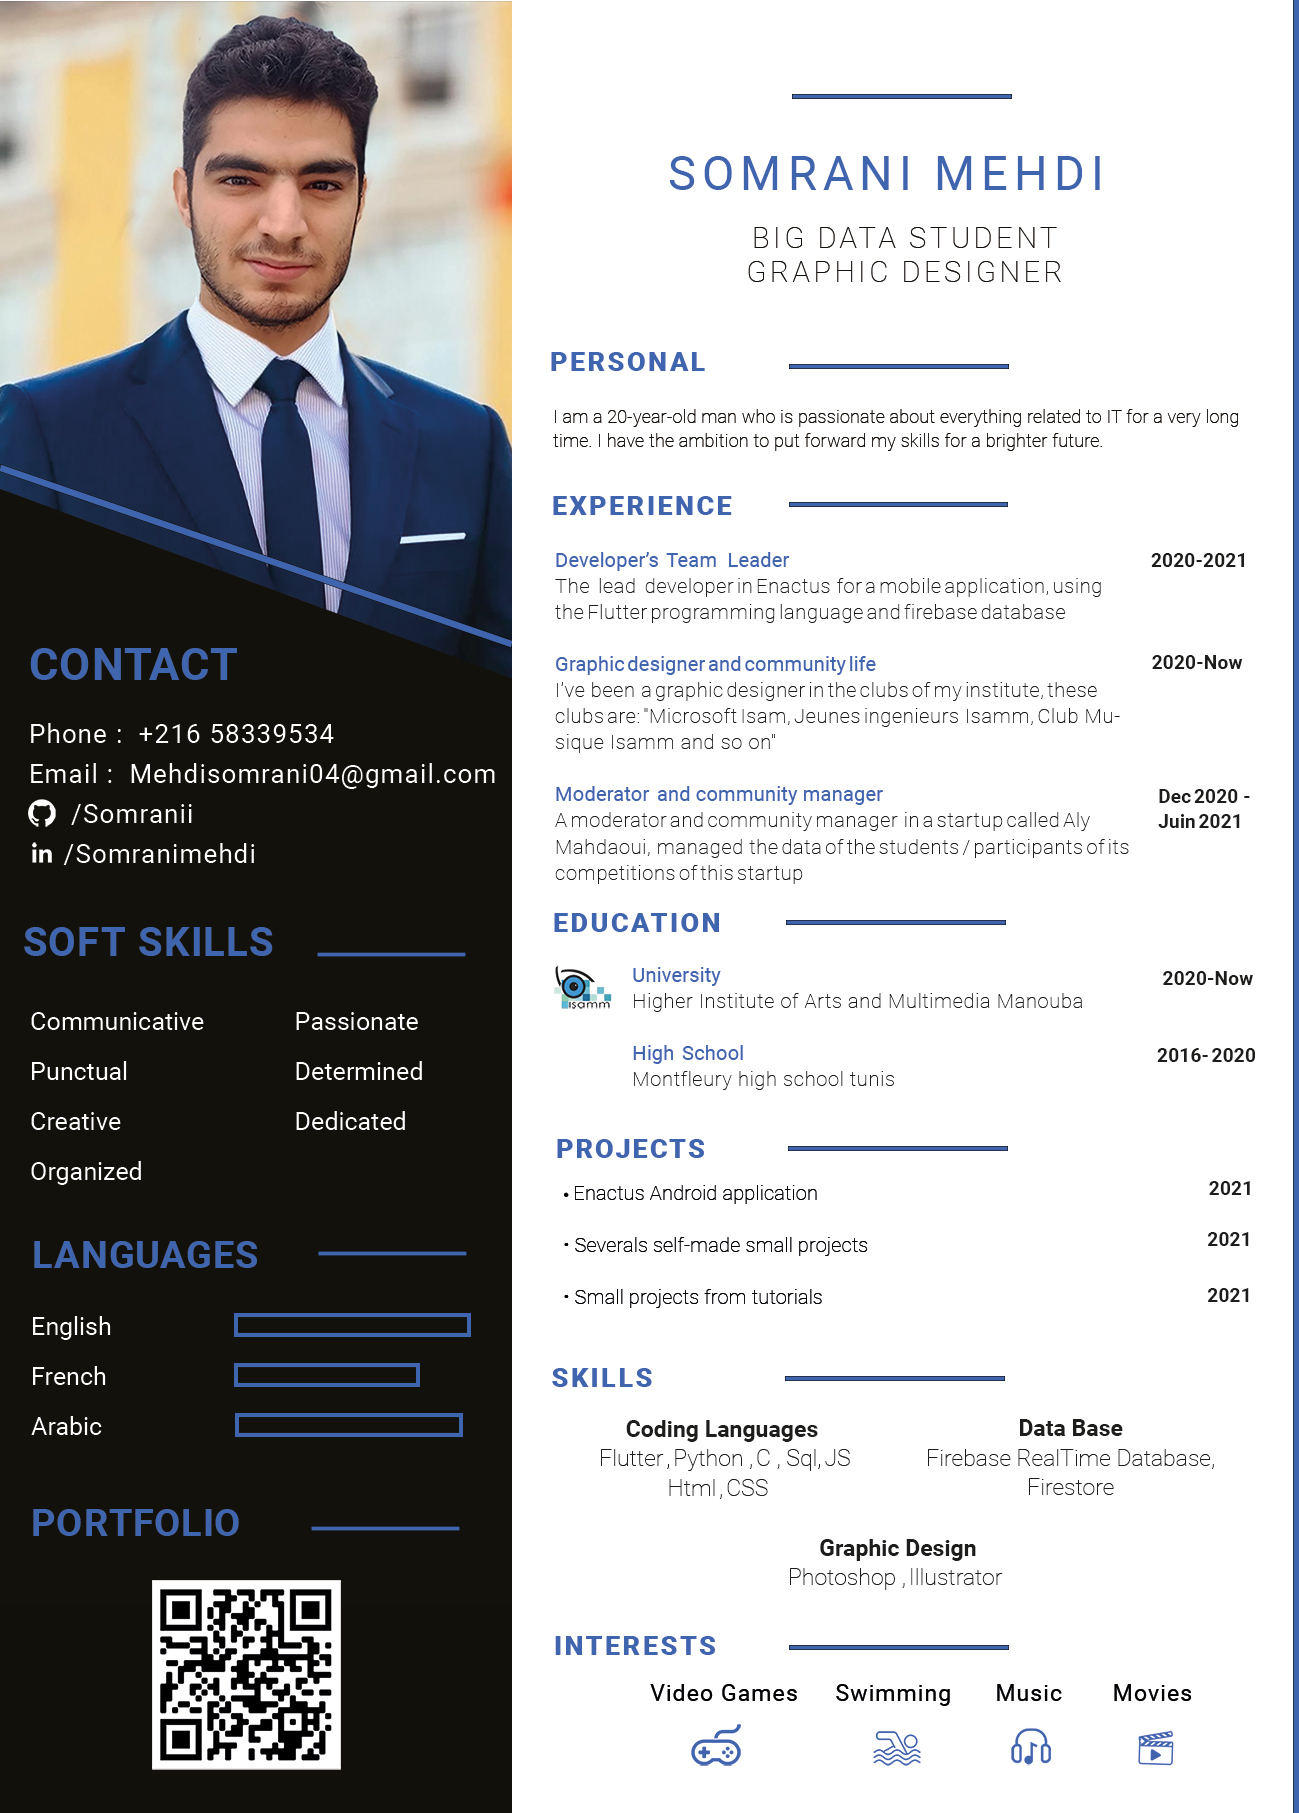 SOMRANI MEHDI
BIG DATA STUDENT
GRAPHIC DESIGNER
CONTACT
Phone : +216 58339534
Email : Mehdisomrani04@gmail.com
/Somranii
in /Somranimehdi
SOFT SKILLS
Communicative Passionate
Punctual Determined
Creative Dedicated
Organized
LANGUAGES
English
French
Arabic
PORTFOLIO
PERSONAL
I am a 20-year-old man who is passionate about everything related to IT for a very long
time. I have the ambition to put forward my skills for a brighter future.
EXPERIENCE
Developer’s Team Leader 2020-2021
The lead developer in Enactus for a mobile application, using
the Flutter programming language and firebase database
Graphic designer and community life 2020-Now
I’ve been a graphic designer in the clubs of my institute, these
clubs are: "Microsoft Isam, Jeunes ingenieurs Isamm, Club Mu-
sique Isamm and so on"
Moderator and community manager Dec 2020 -
Juin 2021
A moderator and community manager in a startup called Aly
Mahdaoui, managed the data of the students / participants of its
competitions of this startup
EDUCATION
isamm
University 2020-Now
Higher Institute of Arts and Multimedia Manouba
High School 2016- 2020
Montfleury high school tunis
PROJECTS
• Enactus Android application 2021
• Severals self-made small projects 2021
• Small projects from tutorials 2021
SKILLS
Coding Languages
Flutter , Python , C , Sql, JS
Html , CSS
Data Base
Firebase RealTime Database,
Firestore
Graphic Design
Photoshop , Illustrator
INTERESTS
Video Games Swimming Music Movies